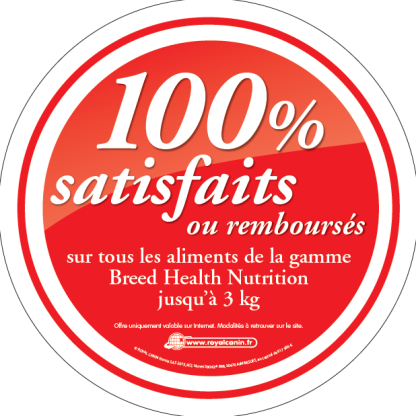 100%
satisfaits
ou remboursés
sur tous les aliments de la gamme
Breed Health Nutrition
jusqu'à 3 kg
Offre uniquement valable sur Internet. Modalités à retrouver sur le site.
www.royalcanin.fr